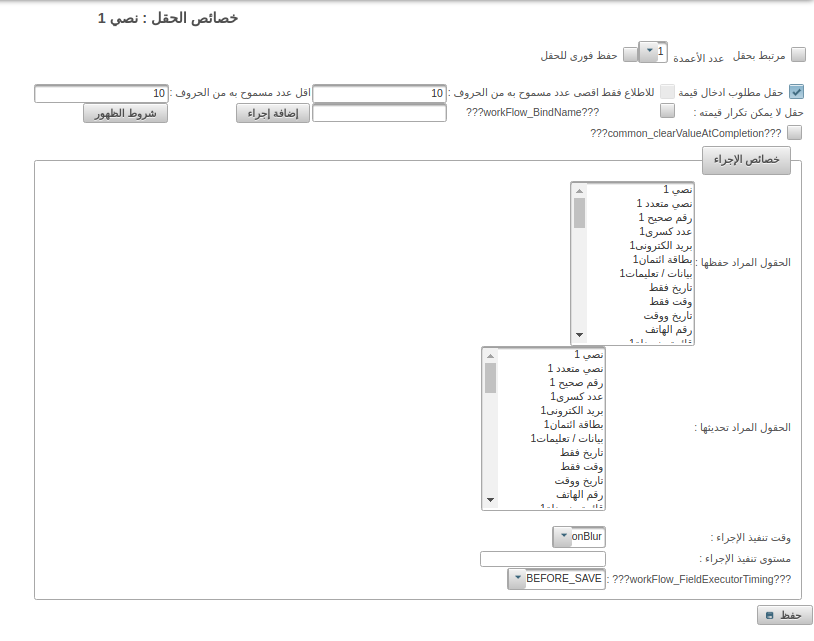 خصائص الحقل : نصي 1
مرتبط بحقل عدد الأعمدة 1 حفظ فورى للحقل
حقل مطلوب ادخال قيمة للاطلاع فقط اقصى عدد مسموح به من الحروف : 10 اقل عدد مسموح به من الحروف : 10
حقل لا يمكن تكرار قيمته : ???workFlow_BindName??? إضافة إجراء شروط الظهور
???common_clearValueAtCompletion???
خصائص الإجراء
الحقول المراد حفظها :
نصي 1
نصي متعدد 1
رقم صحيح 1
عدد كسرى1
بريد الكترونى1
بطاقة ائتمان1
بيانات / تعليمات1
تاريخ فقط
وقت فقط
تاريخ ووقت
رقم الهاتف
الحقول المراد تحديثها :
نصي 1
نصي متعدد 1
رقم صحيح 1
عدد كسرى1
بريد الكترونى1
بطاقة ائتمان1
بيانات / تعليمات1
تاريخ فقط
وقت فقط
تاريخ ووقت
رقم الهاتف
وقت تنفيذ الإجراء : onBlur
مستوى تنفيذ الإجراء :
???workFlow_FieldExecutorTiming??? : BEFORE_SAVE
حفظ